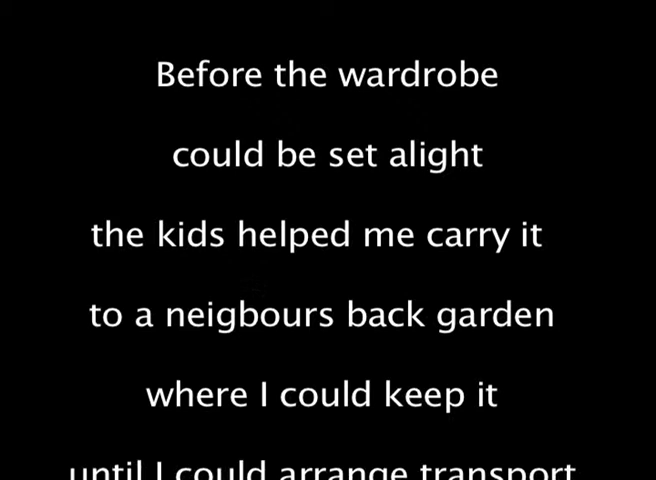 Before the wardrobe
could be set alight
the kids helped me carry it
to a neigbours back garden
where I could keep it
until I could arrange transport